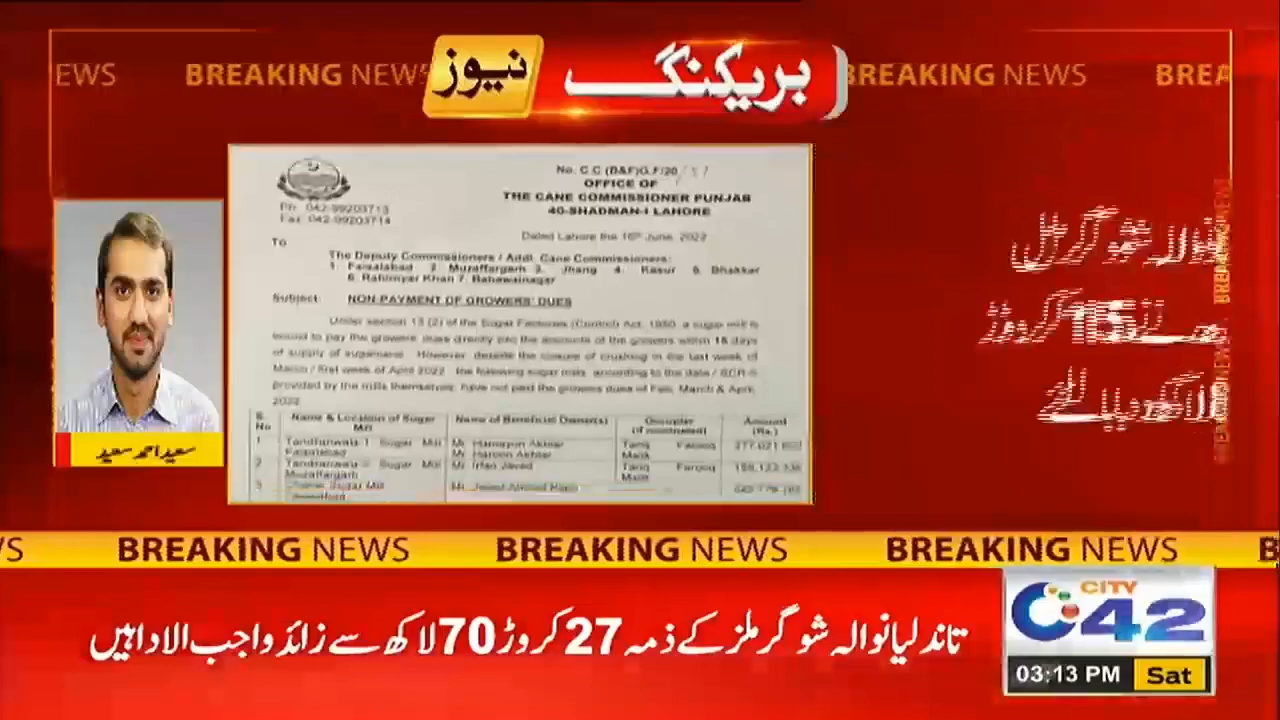 EWS BREAKING NEWS بریکنگ نیوز BREAKING NEWS BREA
No. C.C (D&F)G.F/20
OFFICE OF
THE CANE COMMISSIONER PUNJAB
40-SHADMAN-I LAHORE
Ph: 042-99203713
Fax: 042-99203714
Dated Lahore the 16th June, 2022
To
The Deputy Commissioners / Addl. Cane Commissioners:
1. Faisalabad 2. Muzaffargarh 3. Jhang 4. Kasur 5. Bhakkar
6. Rahimyar Khan 7. Bahawalnagar
Subject: NON-PAYMENT OF GROWERS' DUES
Under section 13 (2) of the Sugar Factories (Control) Act, 1950, a sugar mill is
bound to pay the growers dues directly into the accounts of the growers within 15 days
of supply of sugarcane. However despite the closure of crushing in the last week of
March / first week of April 2022, the following sugar mills, according to the data / SCR-II
provided by the mills themselves, have not paid the growers dues of Feb, March & April,
2022
S. No Name & Location of Sugar Mill Name of Beneficial Owner(s) Occupier (if nominated) Amount (Rs.)
1 Tandlianwala-I Sugar Mill Faisalabad Mr. Hamayun Akhtar Mr. Haroon Akhtar Tariq Farooq Malik
2 Tandlianwala-II Sugar Mill Muzaffargarh Mr. Irfan Javed Tariq Farooq Malik
3 Sugar Mill
سعید احمد سعید
BREAKING NEWS BREAKING NEWS BREAKING NEWS
تاندلیانوالہ شوگر ملز کے ذمہ 27 کروڑ 70 لاکھ سے زائد واجب الادا ہیں
CITY
42
03:13 PM Sat